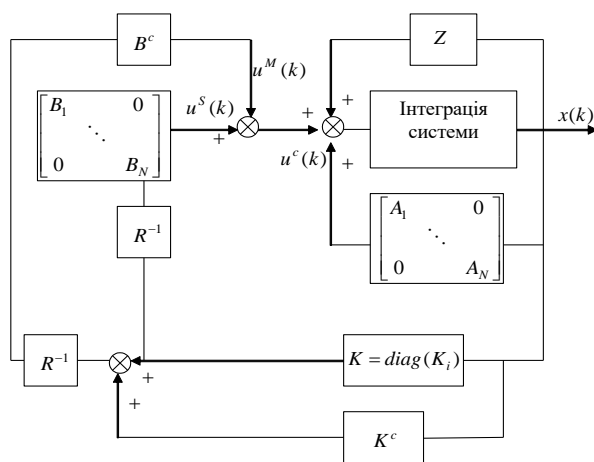 B^c
Z
u^M(k)
B_1 0
⋱
0 B_N
u^S(k)
+
+
+
Інтеграція
системи
x(k)
u^c(k)
+
R^{-1}
A_1 0
⋱
0 A_N
R^{-1}
+
K = diag(K_i)
+
K^c